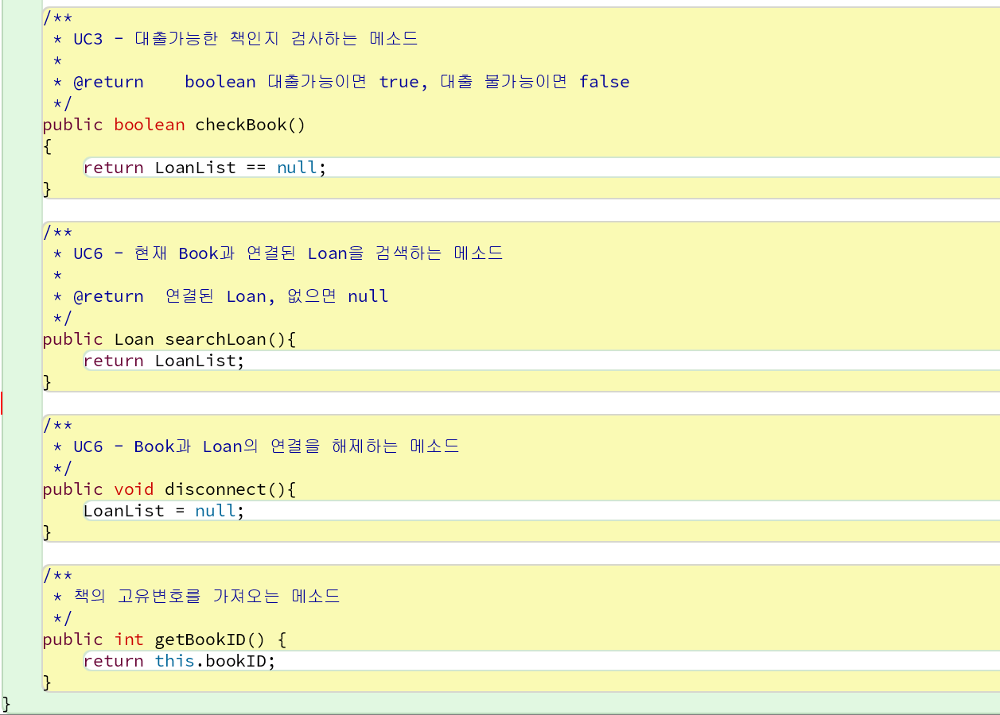 /**
 * UC3 - 대출가능한 책인지 검사하는 메소드
 *
 * @return    boolean 대출가능이면 true, 대출 불가능이면 false
 */
public boolean checkBook()
{
    return LoanList == null;
}
/**
 * UC6 - 현재 Book과 연결된 Loan을 검색하는 메소드
 *
 * @return  연결된 Loan, 없으면 null
 */
public Loan searchLoan(){
    return LoanList;
}
/**
 * UC6 - Book과 Loan의 연결을 해제하는 메소드
 */
public void disconnect(){
    LoanList = null;
}
/**
 * 책의 고유변호를 가져오는 메소드
 */
public int getBookID() {
    return this.bookID;
}
}